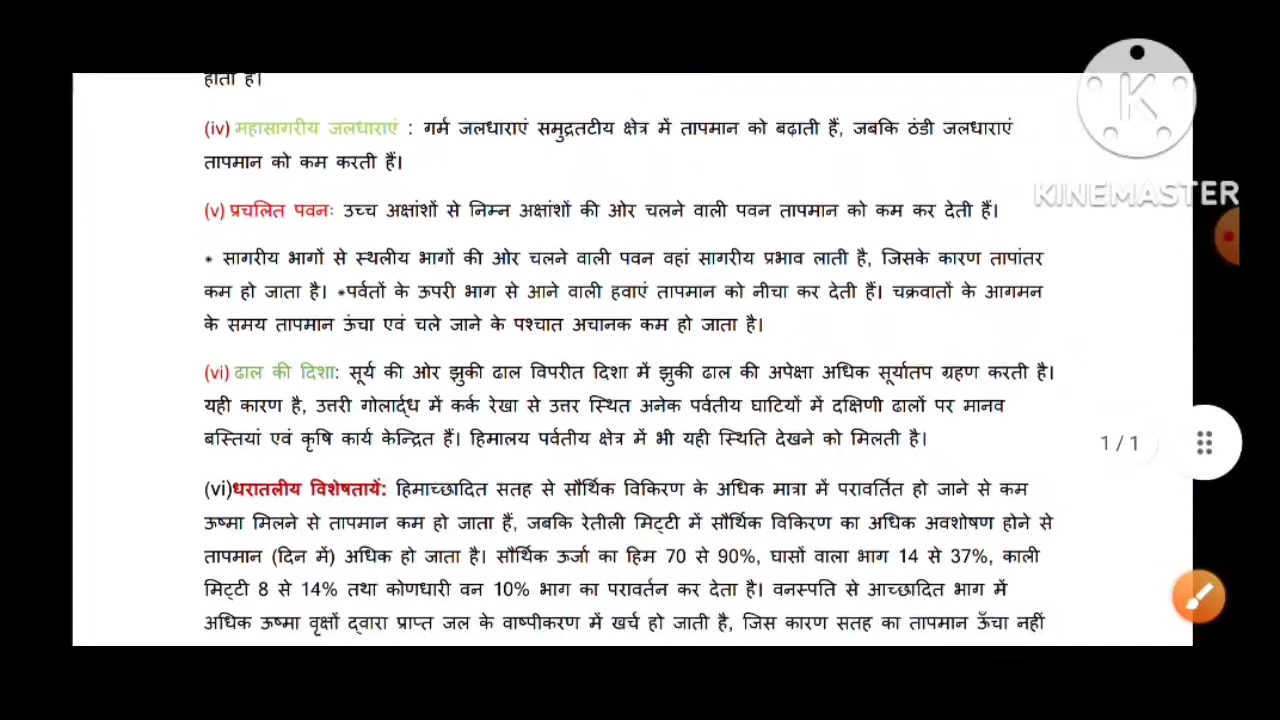 होता है।
(iv) महासागरीय जलधाराएं : गर्म जलधाराएं समुद्रतटीय क्षेत्र में तापमान को बढ़ाती हैं, जबकि ठंडी जलधाराएं
तापमान को कम करती हैं।
KINEMASTER
(v) प्रचलित पवनः उच्च अक्षांशों से निम्न अक्षांशों की ओर चलने वाली पवन तापमान को कम कर देती हैं।
* सागरीय भागों से स्थलीय भागों की ओर चलने वाली पवन वहां सागरीय प्रभाव लाती है, जिसके कारण तापांतर
कम हो जाता है। *पर्वतों के ऊपरी भाग से आने वाली हवाएं तापमान को नीचा कर देती हैं। चक्रवातों के आगमन
के समय तापमान ऊंचा एवं चले जाने के पश्चात अचानक कम हो जाता है।
(vi) ढाल की दिशा: सूर्य की ओर झुकी ढाल विपरीत दिशा में झुकी ढाल की अपेक्षा अधिक सूर्यातप ग्रहण करती है।
यही कारण है, उत्तरी गोलार्द्ध में कर्क रेखा से उत्तर स्थित अनेक पर्वतीय घाटियों में दक्षिणी ढालों पर मानव
बस्तियां एवं कृषि कार्य केन्द्रित हैं। हिमालय पर्वतीय क्षेत्र में भी यही स्थिति देखने को मिलती है।
1 / 1
(vi)धरातलीय विशेषतायें: हिमाच्छादित सतह से सौर्थिक विकिरण के अधिक मात्रा में परावर्तित हो जाने से कम
ऊष्मा मिलने से तापमान कम हो जाता हैं, जबकि रेतीली मिट्टी में सौर्थिक विकिरण का अधिक अवशोषण होने से
तापमान (दिन में) अधिक हो जाता है। सौर्थिक ऊर्जा का हिम 70 से 90%, घासों वाला भाग 14 से 37%, काली
मिट्टी 8 से 14% तथा कोणधारी वन 10% भाग का परावर्तन कर देता है। वनस्पति से आच्छादित भाग में
अधिक ऊष्मा वृक्षों द्वारा प्राप्त जल के वाष्पीकरण में खर्च हो जाती है, जिस कारण सतह का तापमान ऊँचा नहीं